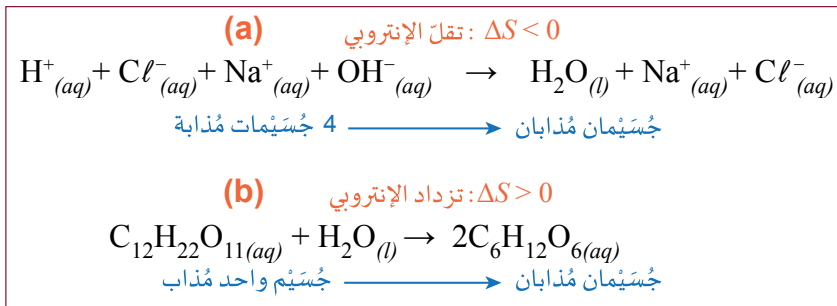 (a) تقلّ الإنتروبي : ΔS < 0
H⁺(aq) + Cℓ⁻(aq) + Na⁺(aq) + OH⁻(aq) → H₂O(l) + Na⁺(aq) + Cℓ⁻(aq)
4 جُسَيْمات مُذابة → جُسَيْمان مُذابان
(b) تزداد الإنتروبي : ΔS > 0
C₁₂H₂₂O₁₁(aq) + H₂O(l) → 2C₆H₁₂O₆(aq)
جُسَيْم واحد مُذاب → جُسَيْمان مُذابان